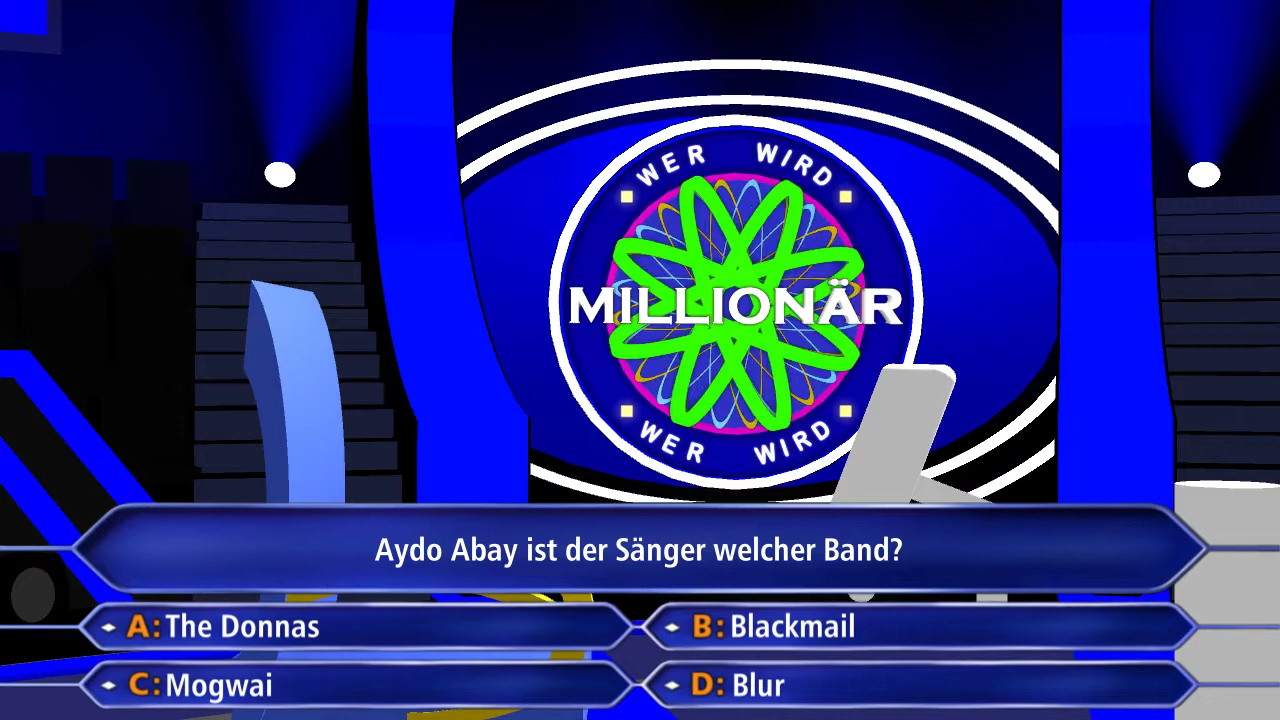 WER WIRD
MILLIONÄR
WER WIRD
Aydo Abay ist der Sänger welcher Band?
A: The Donnas
B: Blackmail
C: Mogwai
D: Blur